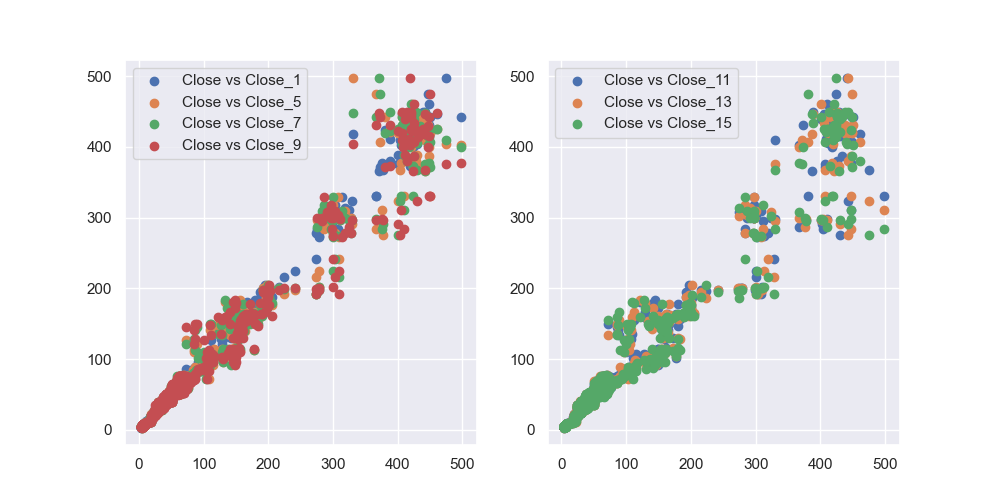 Close vs Close_1
Close vs Close_5
Close vs Close_7
Close vs Close_9
500
400
300
200
100
0
0 100 200 300 400 500
Close vs Close_11
Close vs Close_13
Close vs Close_15
500
400
300
200
100
0
0 100 200 300 400 500